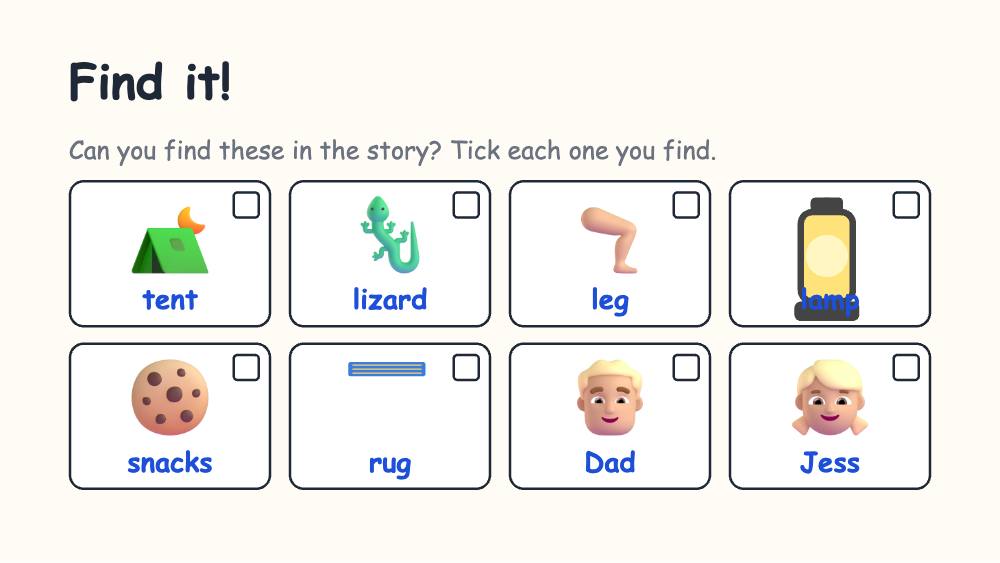 Find it!
Can you find these in the story? Tick each one you find.
tent
lizard
leg
lamp
snacks
rug
Dad
Jess